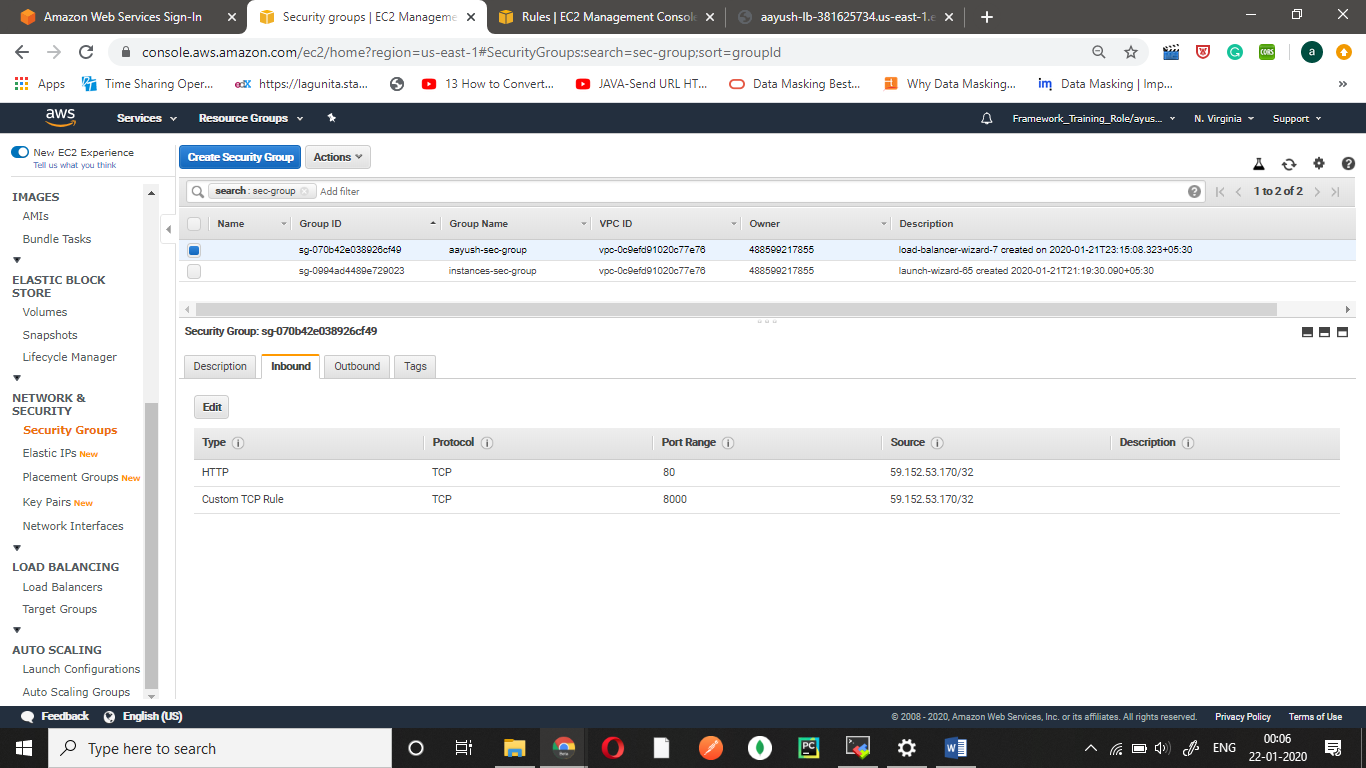 Amazon Web Services Sign-In
Security groups | EC2 Manageme
Rules | EC2 Management Consol
aayush-lb-381625734.us-east-1.e
console.aws.amazon.com/ec2/home?region=us-east-1#SecurityGroups:search=sec-group;sort=groupId
CORS
a
Apps
Time Sharing Oper...
edX
https://lagunita.sta...
13 How to Convert...
JAVA-Send URL HT...
Data Masking Best...
Why Data Masking...
im
Data Masking | Imp...
»
aws
Services
Resource Groups
Framework_Training_Role/ayus...
N. Virginia
Support
New EC2 Experience
Tell us what you think
Create Security Group
Actions
search : sec-group
Add filter
1 to 2 of 2
Name
Group ID
Group Name
VPC ID
Owner
Description
sg-070b42e038926cf49
aayush-sec-group
vpc-0c9efd91020c77e76
488599217855
load-balancer-wizard-7 created on 2020-01-21T23:15:08.323+05:30
sg-0994ad4489e729023
instances-sec-group
vpc-0c9efd91020c77e76
488599217855
launch-wizard-65 created 2020-01-21T21:19:30.090+05:30
IMAGES
AMIs
Bundle Tasks
ELASTIC BLOCK
STORE
Volumes
Snapshots
Lifecycle Manager
NETWORK &
SECURITY
Security Groups
Elastic IPs New
Placement Groups New
Key Pairs New
Network Interfaces
LOAD BALANCING
Load Balancers
Target Groups
AUTO SCALING
Launch Configurations
Auto Scaling Groups
Security Group: sg-070b42e038926cf49
Description
Inbound
Outbound
Tags
Edit
Type
Protocol
Port Range
Source
Description
HTTP
TCP
80
59.152.53.170/32
Custom TCP Rule
TCP
8000
59.152.53.170/32
Feedback
English (US)
© 2008 - 2020, Amazon Web Services, Inc. or its affiliates. All rights reserved.
Privacy Policy
Terms of Use
Type here to search
PC
W
ENG
00:06
22-01-2020